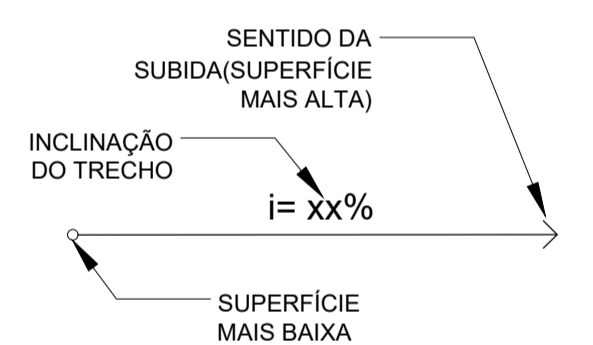 SENTIDO DA
SUBIDA(SUPERFÍCIE
MAIS ALTA)
INCLINAÇÃO
DO TRECHO
i= xx%
SUPERFÍCIE
MAIS BAIXA